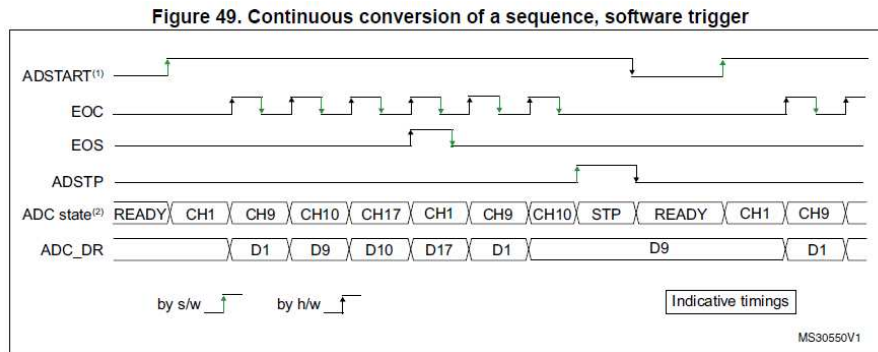 Figure 49. Continuous conversion of a sequence, software trigger
ADSTART(1)
EOC
EOS
ADSTP
ADC state(2) READY CH1 CH9 CH10 CH17 CH1 CH9 CH10 STP READY CH1 CH9
ADC_DR D1 D9 D10 D17 D1 D9 D1
by s/w by h/w Indicative timings
MS30550V1